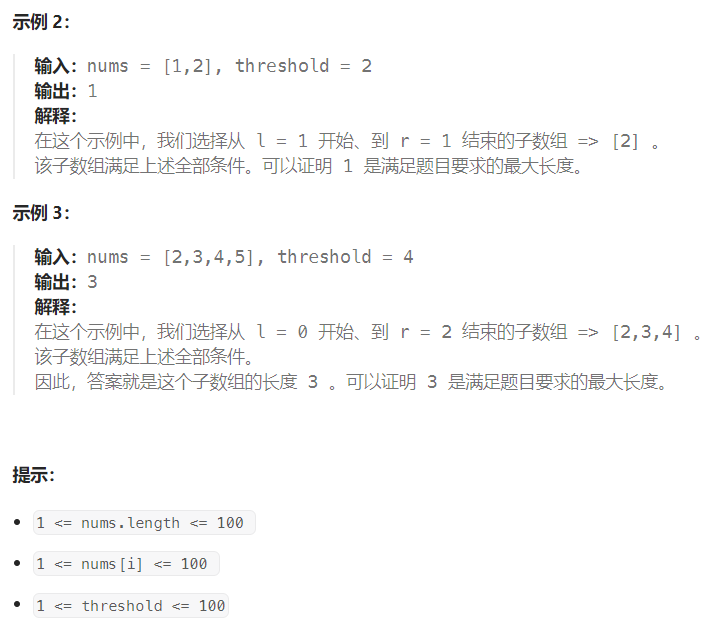 示例 2：
输入：nums = [1,2], threshold = 2
输出：1
解释：
在这个示例中，我们选择从 l = 1 开始、到 r = 1 结束的子数组 => [2] 。
该子数组满足上述全部条件。可以证明 1 是满足题目要求的最大长度。
示例 3：
输入：nums = [2,3,4,5], threshold = 4
输出：3
解释：
在这个示例中，我们选择从 l = 0 开始、到 r = 2 结束的子数组 => [2,3,4] 。
该子数组满足上述全部条件。
因此，答案就是这个子数组的长度 3 。可以证明 3 是满足题目要求的最大长度。
提示：
• 1 <= nums.length <= 100
• 1 <= nums[i] <= 100
• 1 <= threshold <= 100